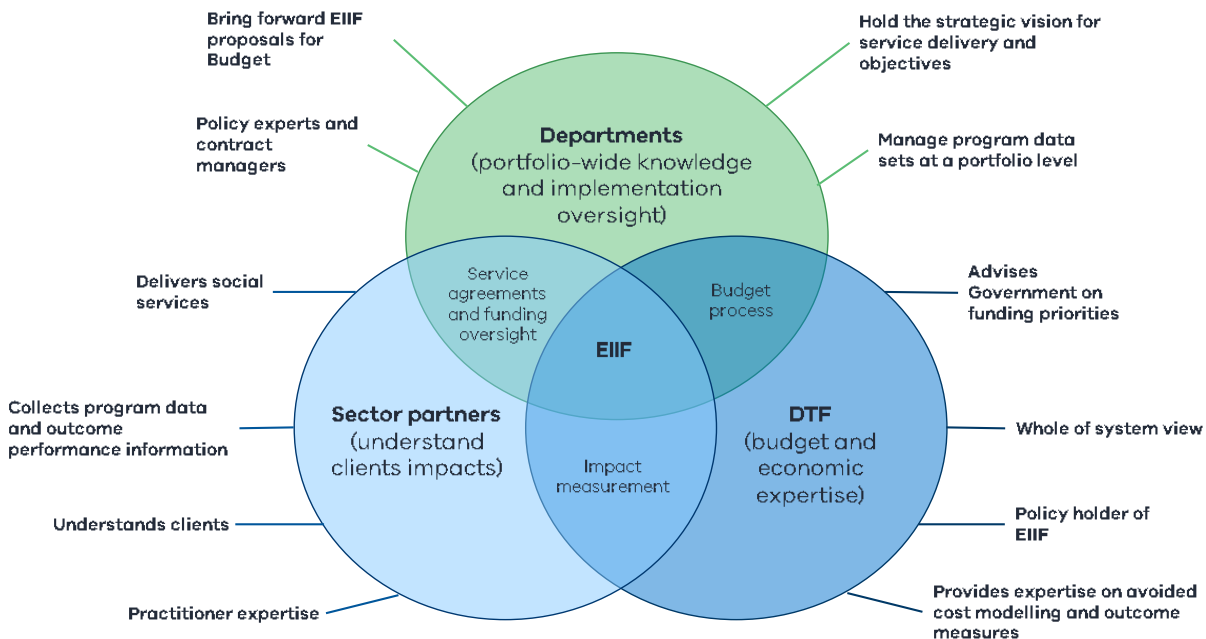 Bring forward EIIF
proposals for
Budget
Hold the strategic vision for
service delivery and
objectives
Policy experts and
contract
managers
Manage program data
sets at a portfolio level
Departments
(portfolio-wide knowledge
and implementation
oversight)
Delivers social
services
Service
agreements
and funding
oversight
Budget
process
Advises
Government on
funding priorities
EIIF
Collects program data
and outcome
performance information
Sector partners
(understand
clients impacts)
DTF
(budget and
economic
expertise)
Whole of system view
Impact
measurement
Understands clients
Policy holder of
EIIF
Practitioner expertise
Provides expertise on avoided
cost modelling and outcome
measures